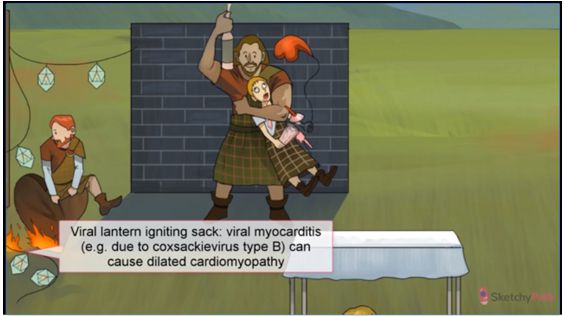 Viral lantern igniting sack: viral myocarditis
(e.g. due to coxsackievirus type B) can
cause dilated cardiomyopathy
SketchyPath